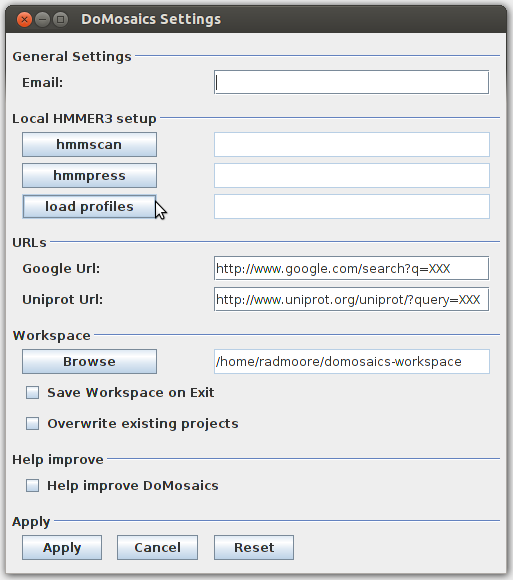 DoMosaics Settings
General Settings
Email:
Local HMMER3 setup
hmmscan
hmmpress
load profiles
URLs
Google Url: http://www.google.com/search?q=XXX
Uniprot Url: http://www.uniprot.org/uniprot/?query=XXX
Workspace
Browse /home/radmoore/domosaics-workspace
Save Workspace on Exit
Overwrite existing projects
Help improve
Help improve DoMosaics
Apply
Apply Cancel Reset